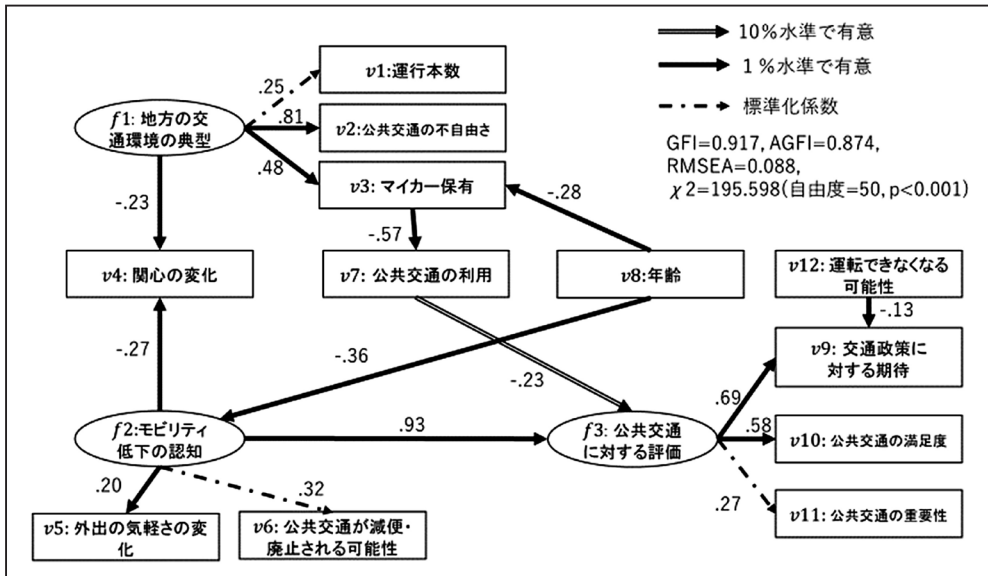 10%水準で有意
1%水準で有意
標準化係数
GFI=0.917, AGFI=0.874,
RMSEA=0.088,
χ2=195.598(自由度=50, p<0.001)
v1:運行本数
.25
f1: 地方の交
通環境の典型
.81
v2:公共交通の不自由さ
.48
v3: マイカー保有
-.28
-.23
-.57
v4: 関心の変化
v7: 公共交通の利用
v8:年齢
v12: 運転できなくなる
可能性
-.13
-.27
-.36
-.23
v9: 交通政策に
対する期待
.69
f2:モビリティ
低下の認知
.93
f3: 公共交通
に対する評価
.58
v10: 公共交通の満足度
.20
.32
.27
v5: 外出の気軽さの変
化
v6: 公共交通が減便・
廃止される可能性
v11: 公共交通の重要性